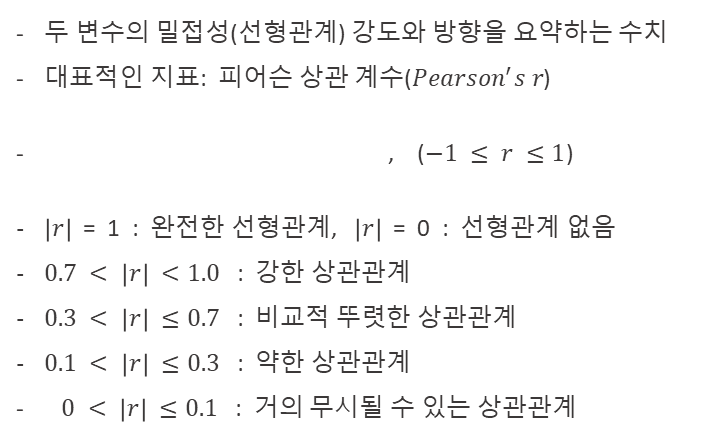 - 두 변수의 밀접성(선형관계) 강도와 방향을 요약하는 수치
- 대표적인 지표: 피어슨 상관 계수(Pearson′s r)
- , (−1 ≤ r ≤ 1)
- |r| = 1 : 완전한 선형관계, |r| = 0 : 선형관계 없음
- 0.7 < |r| < 1.0 : 강한 상관관계
- 0.3 < |r| ≤ 0.7 : 비교적 뚜렷한 상관관계
- 0.1 < |r| ≤ 0.3 : 약한 상관관계
- 0 < |r| ≤ 0.1 : 거의 무시될 수 있는 상관관계